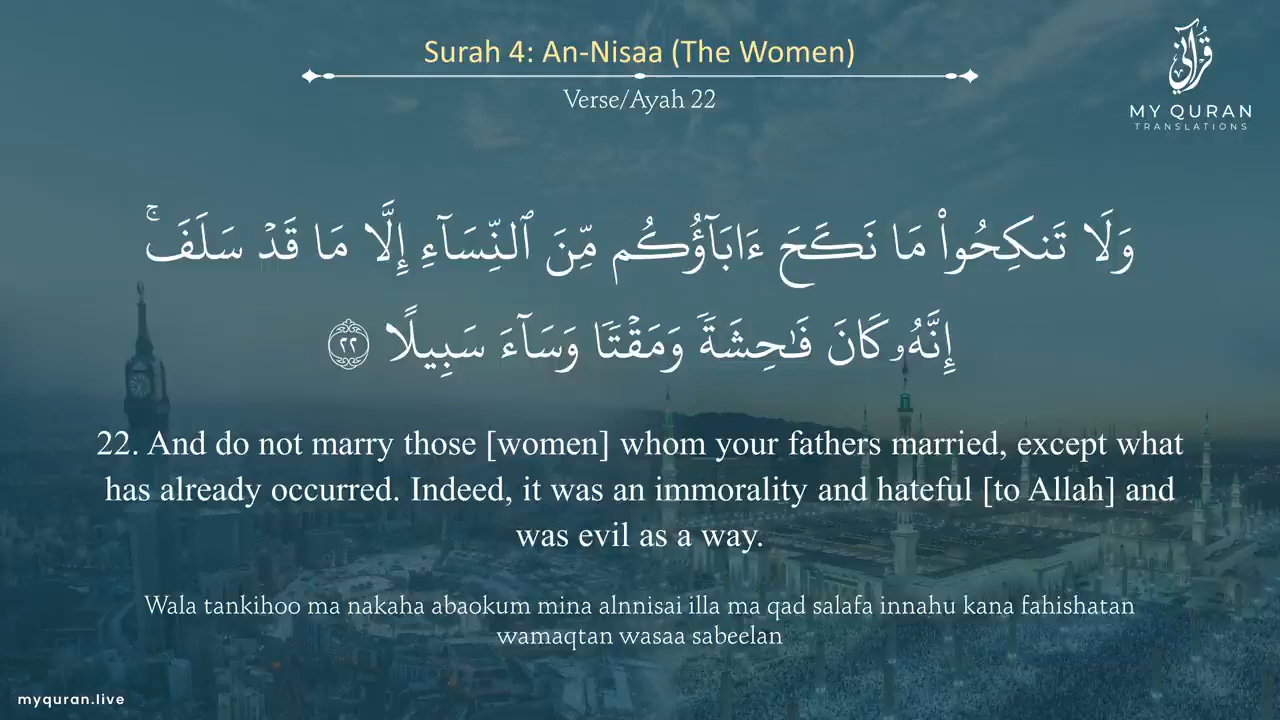 Surah 4: An-Nisaa (The Women)
Verse/Ayah 22
قرآني
MY QURAN
TRANSLATIONS
وَلَا تَنكِحُوا۟ مَا نَكَحَ ءَابَآؤُكُم مِّنَ ٱلنِّسَآءِ إِلَّا مَا قَدْ سَلَفَ ۚ
إِنَّهُۥ كَانَ فَـٰحِشَةً وَمَقْتًا وَسَآءَ سَبِيلًا ٢٢
22. And do not marry those [women] whom your fathers married, except what
has already occurred. Indeed, it was an immorality and hateful [to Allah] and
was evil as a way.
Wala tankihoo ma nakaha abaokum mina alnnisai illa ma qad salafa innahu kana fahishatan
wamaqtan wasaa sabeelan
myquran.live